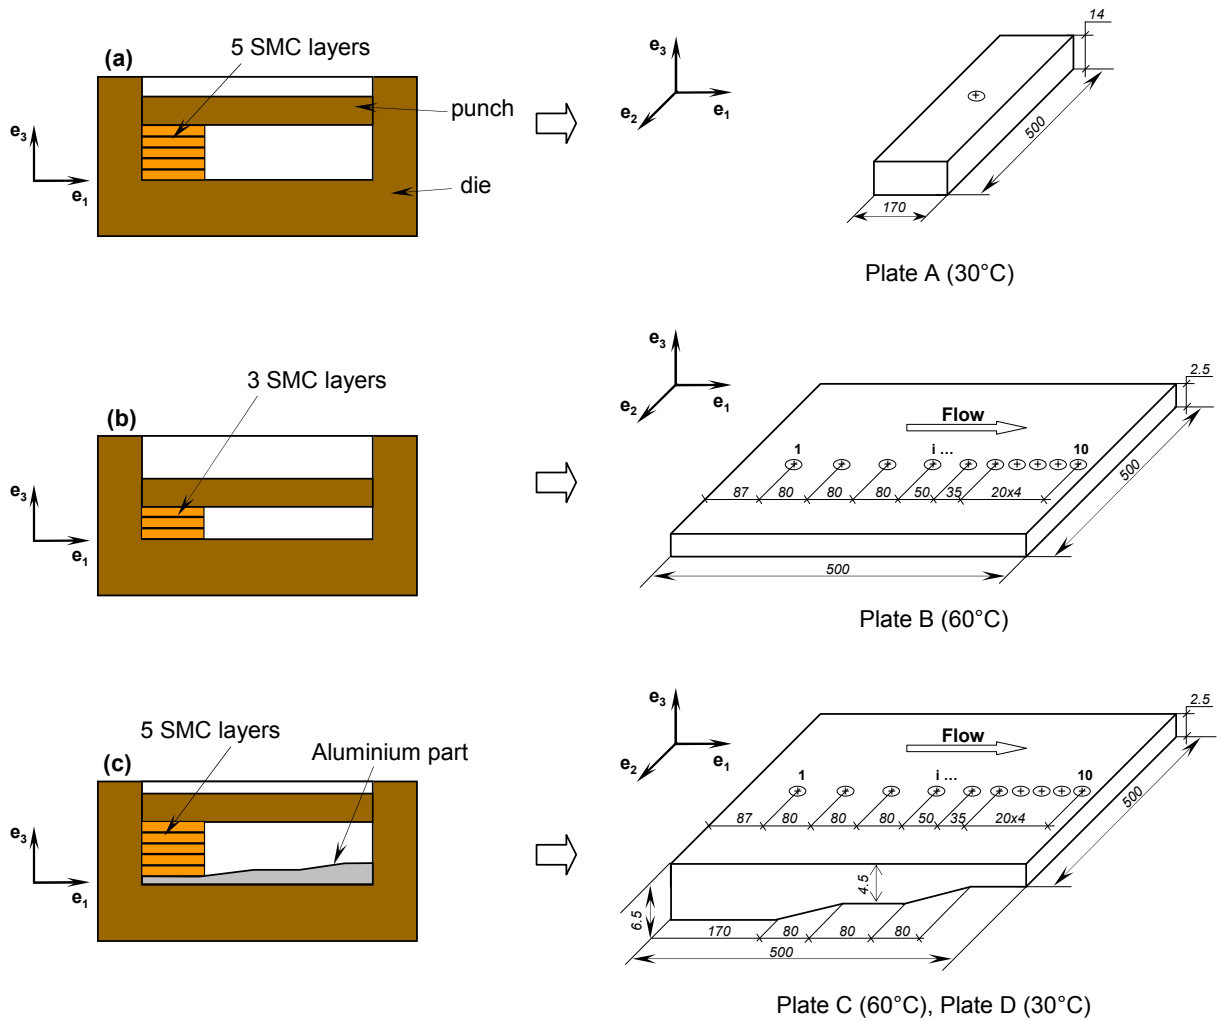 (a)
5 SMC layers
punch
die
e3
e1
e3
e2
e1
14
500
170
Plate A (30°C)
(b)
3 SMC layers
e3
e1
e3
e2
e1
2.5
Flow
1
i ...
10
87
80
80
80
50
35
20x4
500
500
Plate B (60°C)
(c)
5 SMC layers
Aluminium part
e3
e1
e3
e2
e1
2.5
Flow
1
i ...
10
87
80
80
80
50
35
20x4
500
4.5
6.5
170
80
80
80
500
Plate C (60°C), Plate D (30°C)